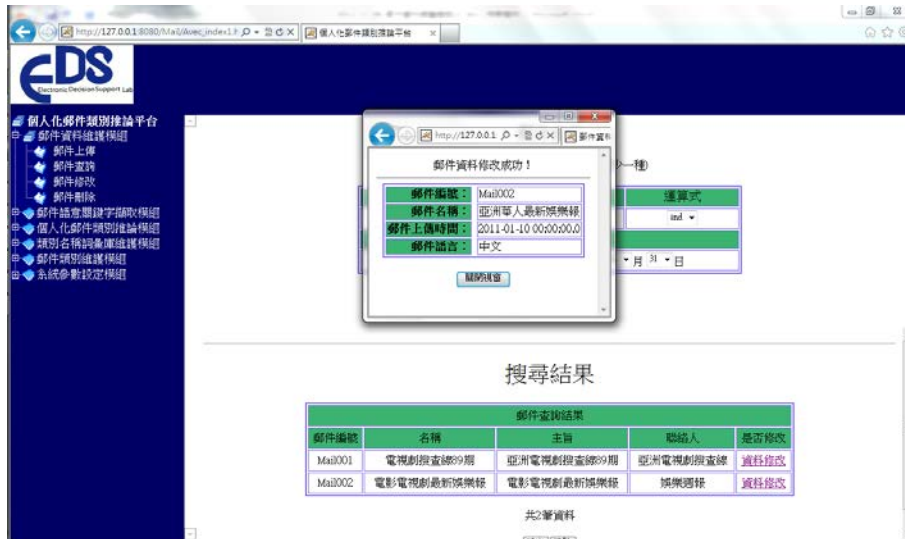 http://127.0.0.1:8080/Mail/Avec_index1.h
個人化郵件類別推論平台
EDS
Electronic Decision Support Lab
個人化郵件類別推論平台
郵件資料維護模組
郵件上傳
郵件查詢
郵件修改
郵件刪除
郵件語意關鍵字擷取模組
個人化郵件類別推論模組
類別名稱詞彙庫維護模組
郵件類別維護模組
系統參數設定模組
http://127.0.0.1
郵件資料修改成功！
郵件編號： Mail002
郵件名稱： 亞洲華人最新娛樂報
郵件上傳時間： 2011-01-10 00:00:00.0
郵件語言： 中文
關閉視窗
少一種)
運算式
and
月 31 日
搜尋結果
郵件查詢結果
郵件編號 名稱 主旨 聯絡人 是否修改
Mail001 電視劇搜查線89期 亞洲電視劇搜查線89期 亞洲電視劇搜查線 資料修改
Mail002 電影電視劇最新娛樂報 電影電視劇最新娛樂報 娛樂週報 資料修改
共2筆資料